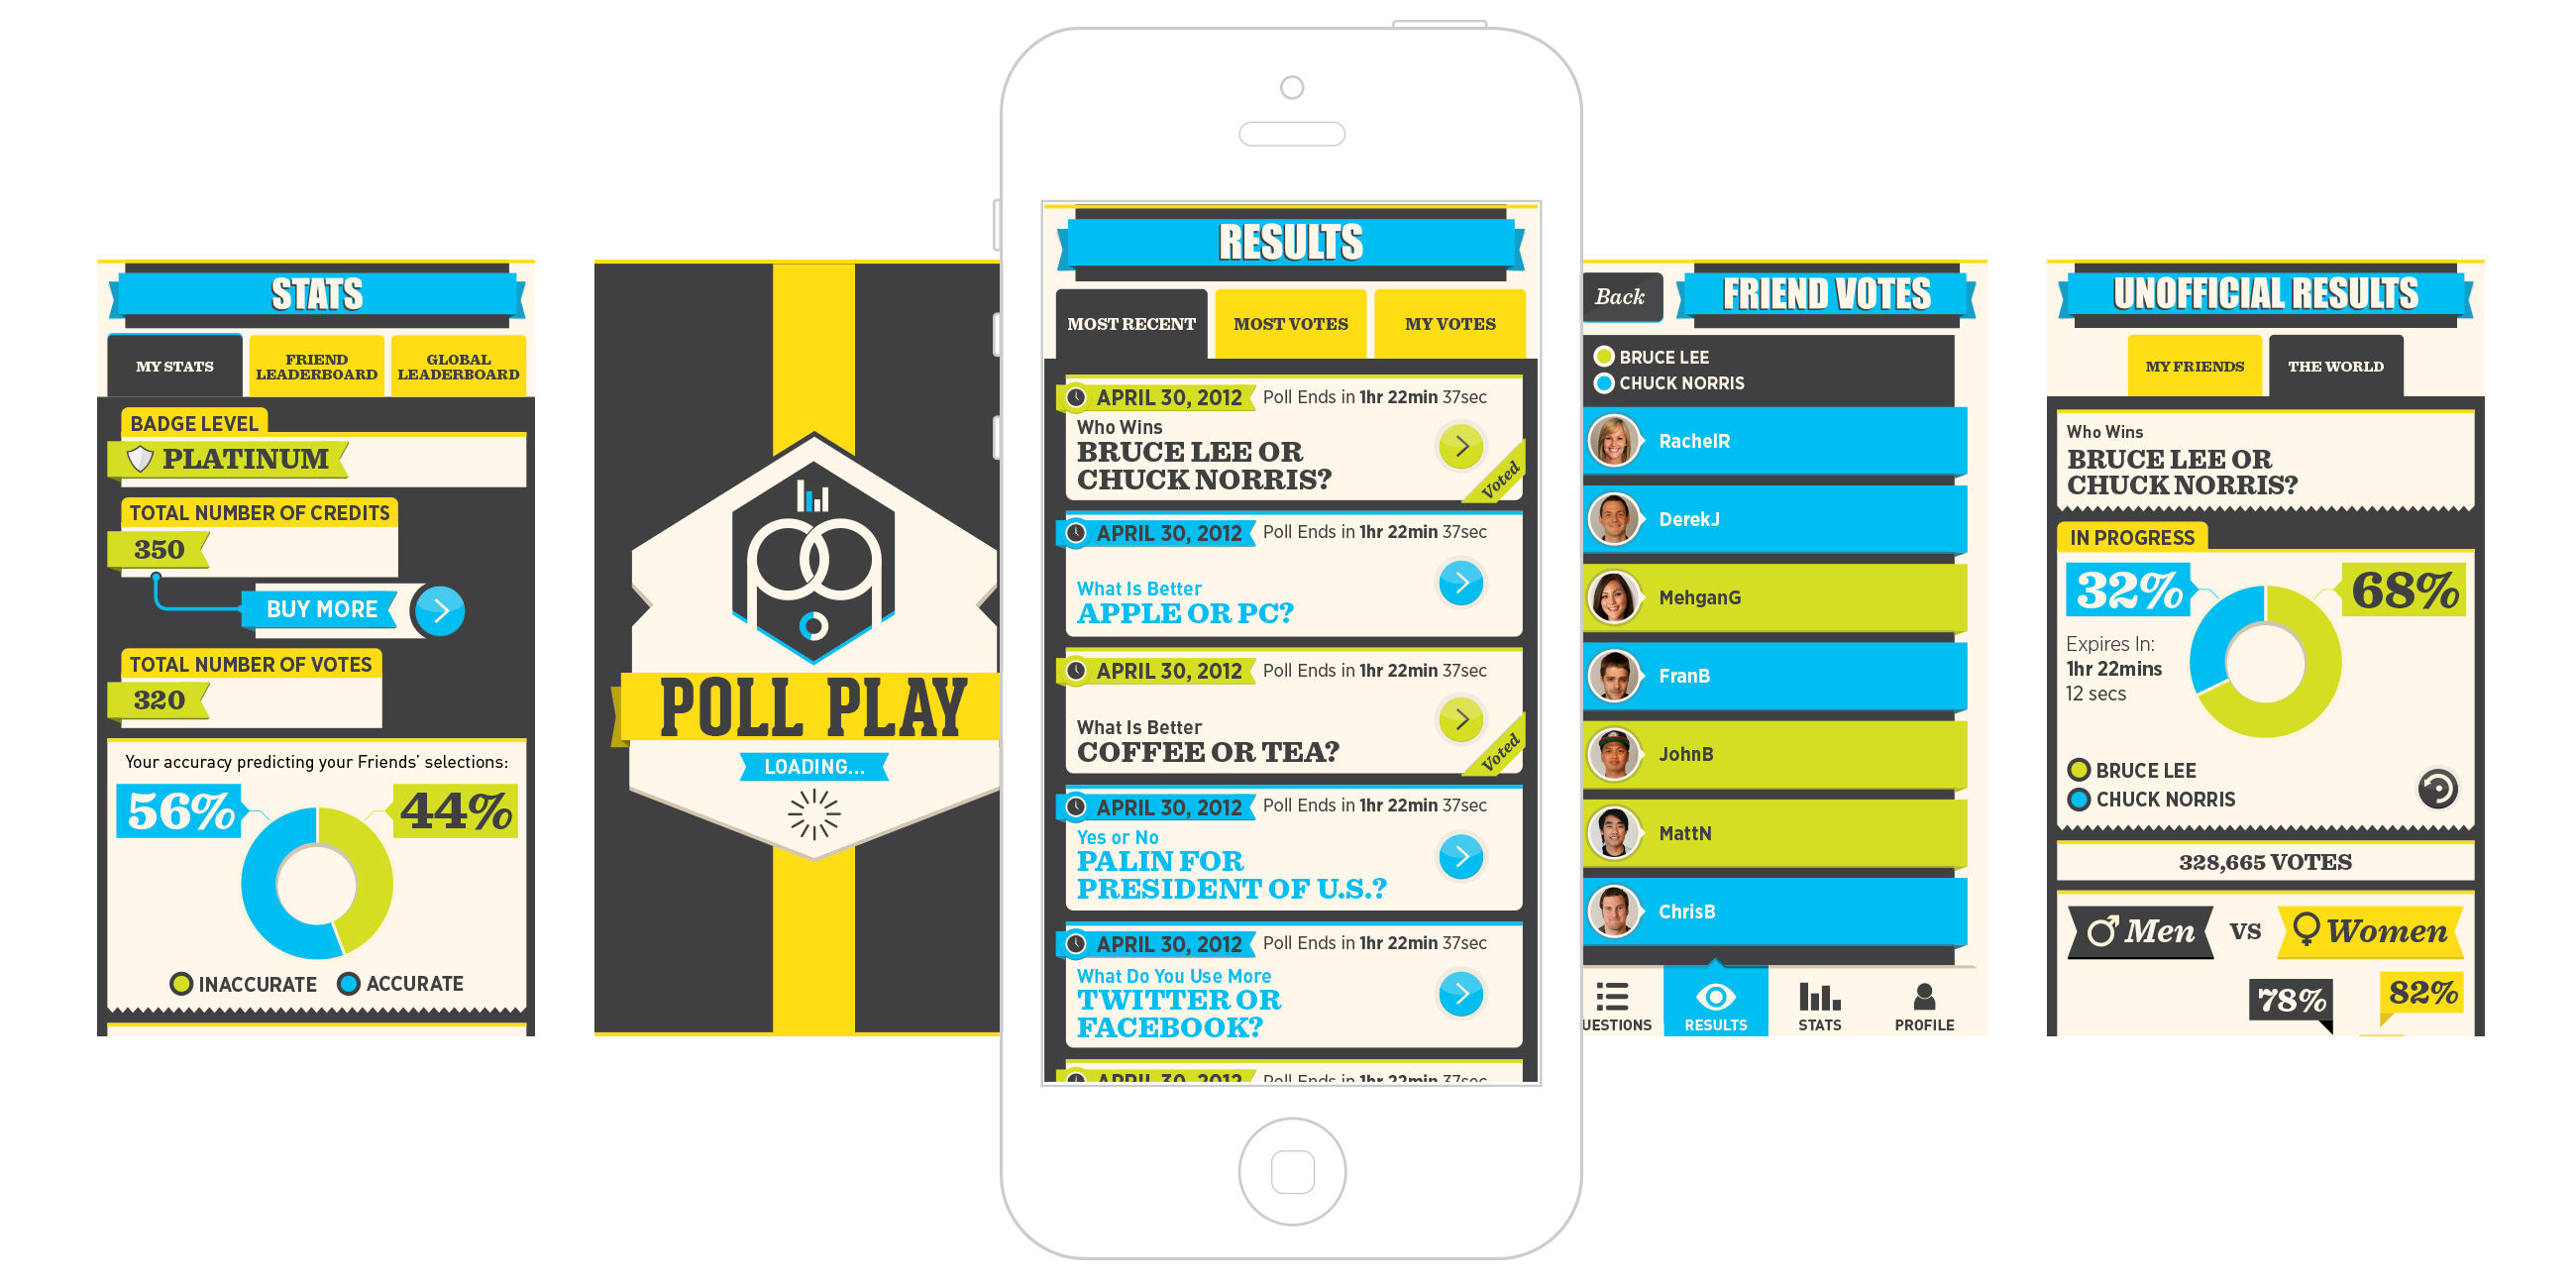 STATS
MY STATS
FRIEND
LEADERBOARD
GLOBAL
LEADERBOARD
BADGE LEVEL
PLATINUM
TOTAL NUMBER OF CREDITS
350
BUY MORE
TOTAL NUMBER OF VOTES
320
Your accuracy predicting your Friends’ selections:
56%
44%
INACCURATE
ACCURATE
POLL PLAY
LOADING...
RESULTS
MOST RECENT
MOST VOTES
MY VOTES
APRIL 30, 2012 Poll Ends in 1hr 22min 37sec
Who Wins
BRUCE LEE OR
CHUCK NORRIS?
Voted
APRIL 30, 2012 Poll Ends in 1hr 22min 37sec
What Is Better
APPLE OR PC?
APRIL 30, 2012 Poll Ends in 1hr 22min 37sec
What Is Better
COFFEE OR TEA?
Voted
APRIL 30, 2012 Poll Ends in 1hr 22min 37sec
Yes or No
PALIN FOR
PRESIDENT OF U.S.?
APRIL 30, 2012 Poll Ends in 1hr 22min 37sec
What Do You Use More
TWITTER OR
FACEBOOK?
APRIL 30, 2012 Poll Ends in 1hr 22min 37sec
Back
FRIEND VOTES
BRUCE LEE
CHUCK NORRIS
RachelR
DerekJ
MehganG
FranB
JohnB
MattN
ChrisB
UESTIONS
RESULTS
STATS
PROFILE
UNOFFICIAL RESULTS
MY FRIENDS
THE WORLD
Who Wins
BRUCE LEE OR
CHUCK NORRIS?
IN PROGRESS
32%
68%
Expires In:
1hr 22mins
12 secs
BRUCE LEE
CHUCK NORRIS
328,665 VOTES
Men VS Women
78%
82%